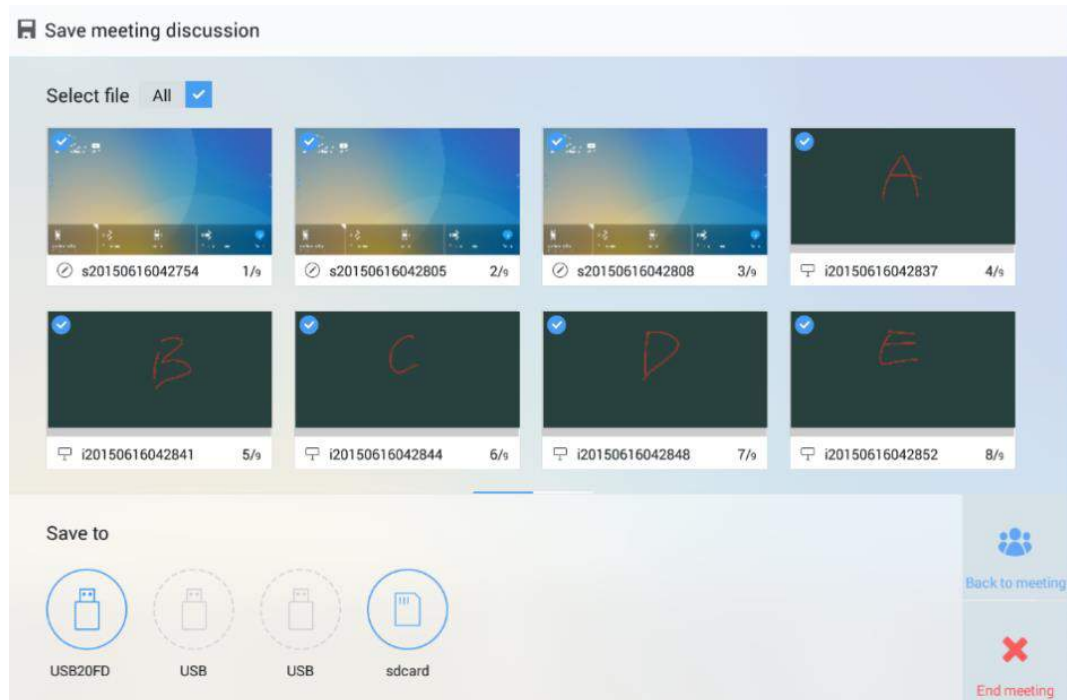 Save meeting discussion
Select file All
s20150616042754 1/9
s20150616042805 2/9
s20150616042808 3/9
A
i20150616042837 4/9
B
C
D
E
i20150616042841 5/9
i20150616042844 6/9
i20150616042848 7/9
i20150616042852 8/9
Save to
Back to meeting
USB20FD
USB
USB
sdcard
End meeting